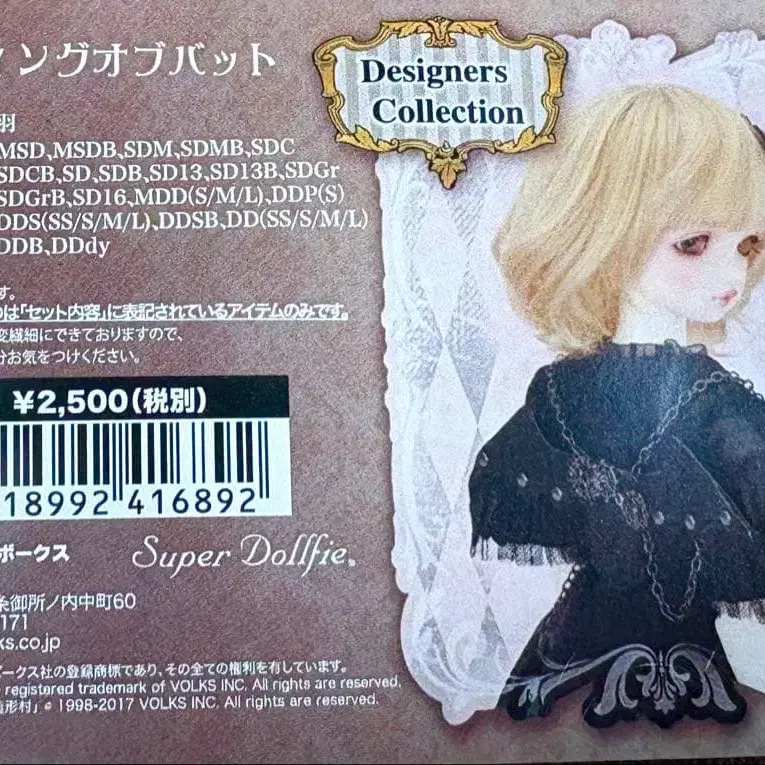 ングオブバット
Designers
Collection
羽
MSD,MSDB,SDM,SDMB,SDC
SDCB,SD,SDB,SD13,SD13B,SDGr
SDGrB,SD16,MDD(S/M/L),DDP(S)
DDS(SS/S/M/L),DDSB,DD(SS/S/M/L)
DDB,DDdy
す。
のは「セット内容」に表記されているアイテムのみです。
変繊細にできておりますので、
分お気をつけください。
¥2,500(税別)
18992 416892
ボークス
Super Dollfie®
条御所ノ内中町60
171
ks.co.jp
ボークス社の登録商標であり、その全ての権利を有しています。
registered trademark of VOLKS INC. All rights are reserved.
造形村」© 1998-2017 VOLKS INC. All rights are reserved.